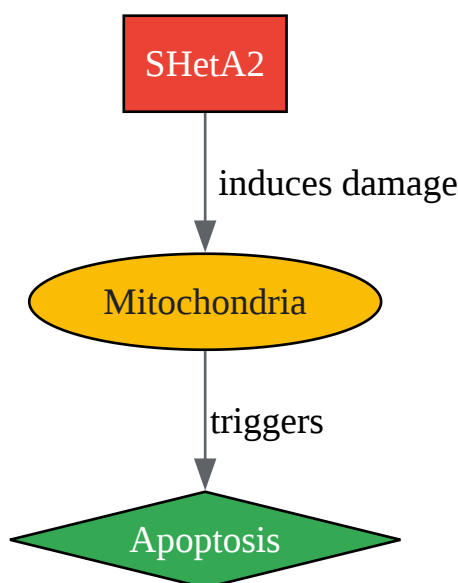 SHetA2
induces damage
Mitochondria
triggers
Apoptosis